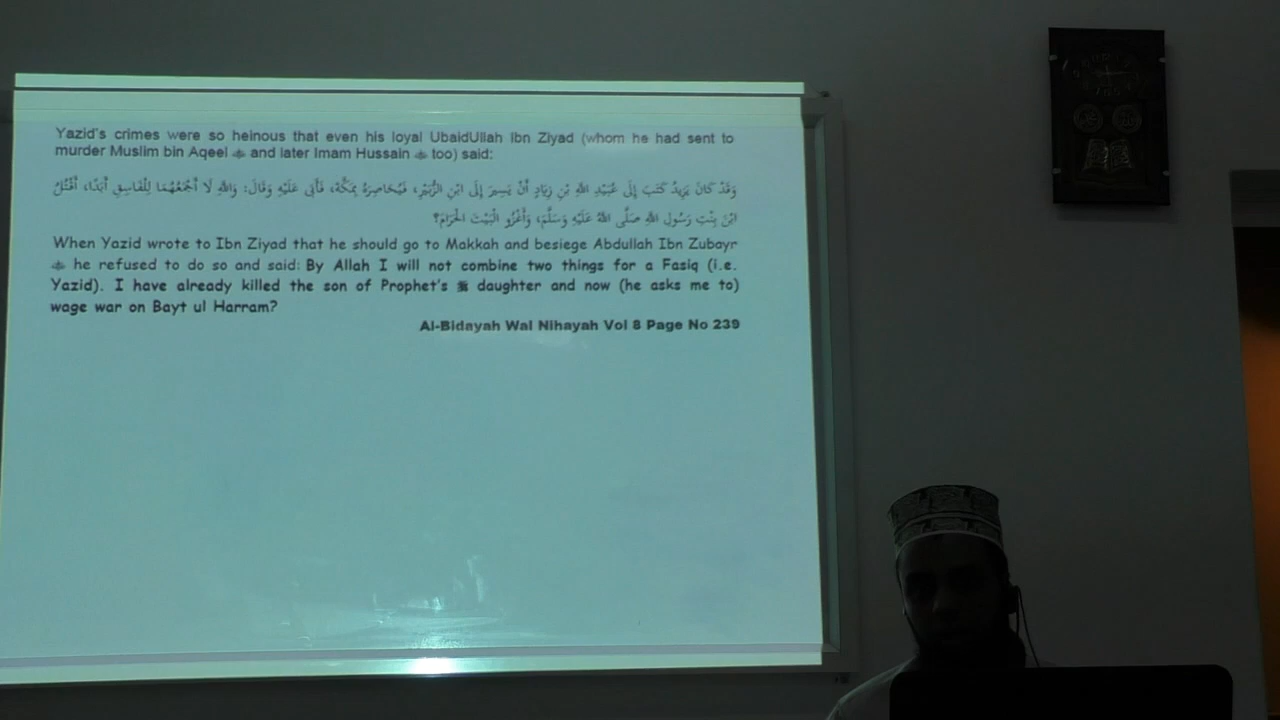 Yazid's crimes were so heinous that even his loyal UbaidUllah Ibn Ziyad (whom he had sent to
murder Muslim bin Aqeel and later Imam Hussain too) said:
وَقَدْ كَانَ يَزِيدُ كَتَبَ إِلَى عُبَيْدِ اللَّهِ بْنِ زِيَادٍ أَنْ يَسِيرَ إِلَى ابْنِ الزُّبَيْرِ، فَيُحَاصِرَهُ بِمَكَّةَ، فَأَبَى عَلَيْهِ وَقَالَ: وَاللَّهِ لَا أَجْمَعُهُمَا لِلْفَاسِقِ أَبَدًا، أَقْتُلُ
ابْنَ بِنْتِ رَسُولِ اللَّهِ صَلَّى اللَّهُ عَلَيْهِ وَسَلَّمَ، وَأَغْزُو الْبَيْتَ الْحَرَامَ؟
When Yazid wrote to Ibn Ziyad that he should go to Makkah and besiege Abdullah Ibn Zubayr
he refused to do so and said: By Allah I will not combine two things for a Fasiq (i.e.
Yazid). I have already killed the son of Prophet's ﷺ daughter and now (he asks me to)
wage war on Bayt ul Harram?
Al-Bidayah Wal Nihayah Vol 8 Page No 239